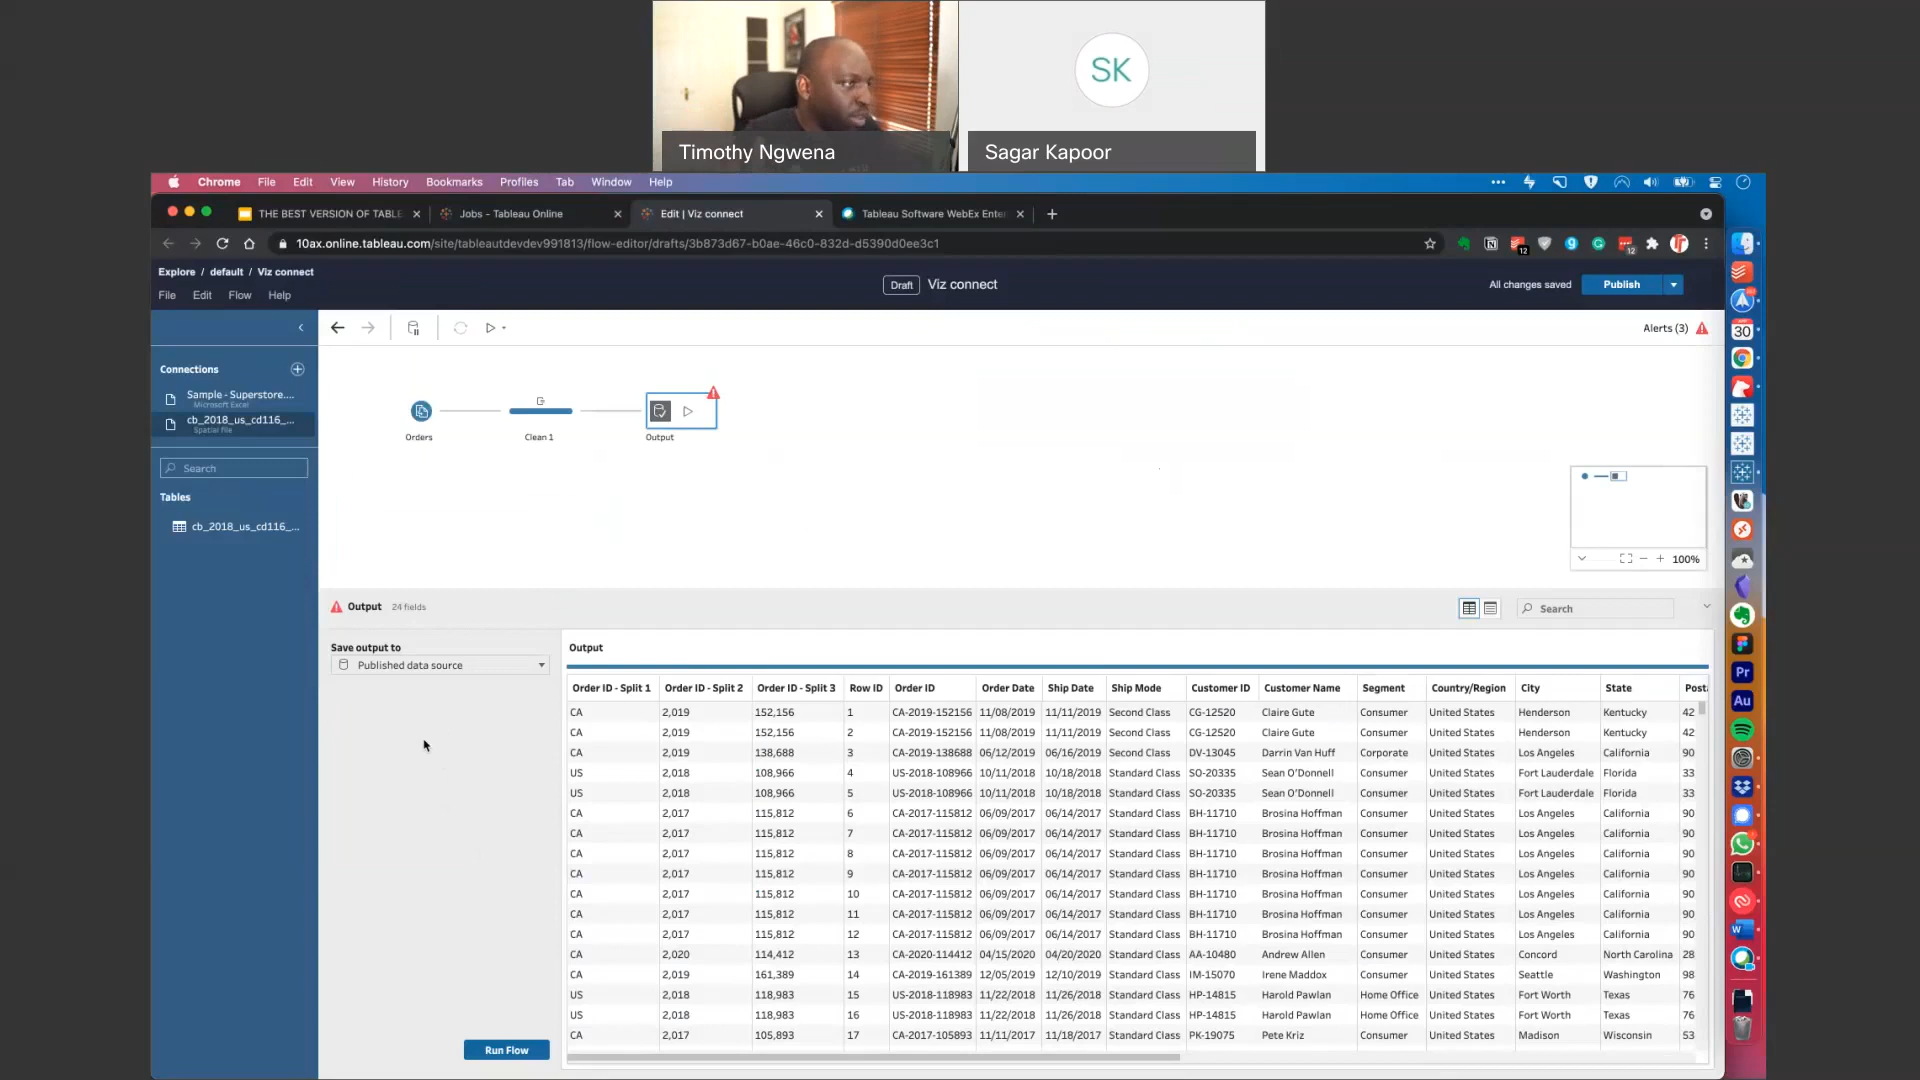 SK
Timothy Ngwena
Sagar Kapoor
Chrome File Edit View History Bookmarks Profiles Tab Window Help
THE BEST VERSION OF TABLE
Jobs - Tableau Online
Edit | Viz connect
Tableau Software WebEx Enter
10ax.online.tableau.com/site/tableautdevdev991813/flow-editor/drafts/3b873d67-b0ae-46c0-832d-d5390d0ee3c1
12
12
Explore / default / Viz connect
File Edit Flow Help
Draft Viz connect
All changes saved
Publish
Alerts (3)
30
Connections
Sample - Superstore....
Microsoft Excel
cb_2018_us_cd116_...
Spatial file
Search
Tables
cb_2018_us_cd116_...
Orders
Clean 1
Output
100%
Output 24 fields
Search
Save output to
Published data source
Run Flow
Output
Order ID - Split 1 Order ID - Split 2 Order ID - Split 3 Row ID Order ID Order Date Ship Date Ship Mode Customer ID Customer Name Segment Country/Region City State Posta
CA 2,019 152,156 1 CA-2019-152156 11/08/2019 11/11/2019 Second Class CG-12520 Claire Gute Consumer United States Henderson Kentucky 42
CA 2,019 152,156 2 CA-2019-152156 11/08/2019 11/11/2019 Second Class CG-12520 Claire Gute Consumer United States Henderson Kentucky 42
CA 2,019 138,688 3 CA-2019-138688 06/12/2019 06/16/2019 Second Class DV-13045 Darrin Van Huff Corporate United States Los Angeles California 90
US 2,018 108,966 4 US-2018-108966 10/11/2018 10/18/2018 Standard Class SO-20335 Sean O'Donnell Consumer United States Fort Lauderdale Florida 33
US 2,018 108,966 5 US-2018-108966 10/11/2018 10/18/2018 Standard Class SO-20335 Sean O'Donnell Consumer United States Fort Lauderdale Florida 33
CA 2,017 115,812 6 CA-2017-115812 06/09/2017 06/14/2017 Standard Class BH-11710 Brosina Hoffman Consumer United States Los Angeles California 90
CA 2,017 115,812 7 CA-2017-115812 06/09/2017 06/14/2017 Standard Class BH-11710 Brosina Hoffman Consumer United States Los Angeles California 90
CA 2,017 115,812 8 CA-2017-115812 06/09/2017 06/14/2017 Standard Class BH-11710 Brosina Hoffman Consumer United States Los Angeles California 90
CA 2,017 115,812 9 CA-2017-115812 06/09/2017 06/14/2017 Standard Class BH-11710 Brosina Hoffman Consumer United States Los Angeles California 90
CA 2,017 115,812 10 CA-2017-115812 06/09/2017 06/14/2017 Standard Class BH-11710 Brosina Hoffman Consumer United States Los Angeles California 90
CA 2,017 115,812 11 CA-2017-115812 06/09/2017 06/14/2017 Standard Class BH-11710 Brosina Hoffman Consumer United States Los Angeles California 90
CA 2,017 115,812 12 CA-2017-115812 06/09/2017 06/14/2017 Standard Class BH-11710 Brosina Hoffman Consumer United States Los Angeles California 90
CA 2,020 114,412 13 CA-2020-114412 04/15/2020 04/20/2020 Standard Class AA-10480 Andrew Allen Consumer United States Concord North Carolina 28
CA 2,019 161,389 14 CA-2019-161389 12/05/2019 12/10/2019 Standard Class IM-15070 Irene Maddox Consumer United States Seattle Washington 98
US 2,018 118,983 15 US-2018-118983 11/22/2018 11/26/2018 Standard Class HP-14815 Harold Pawlan Home Office United States Fort Worth Texas 76
US 2,018 118,983 16 US-2018-118983 11/22/2018 11/26/2018 Standard Class HP-14815 Harold Pawlan Home Office United States Fort Worth Texas 76
CA 2,017 105,893 17 CA-2017-105893 11/11/2017 11/18/2017 Standard Class PK-19075 Pete Kriz Consumer United States Madison Wisconsin 53
Pr
Au
W